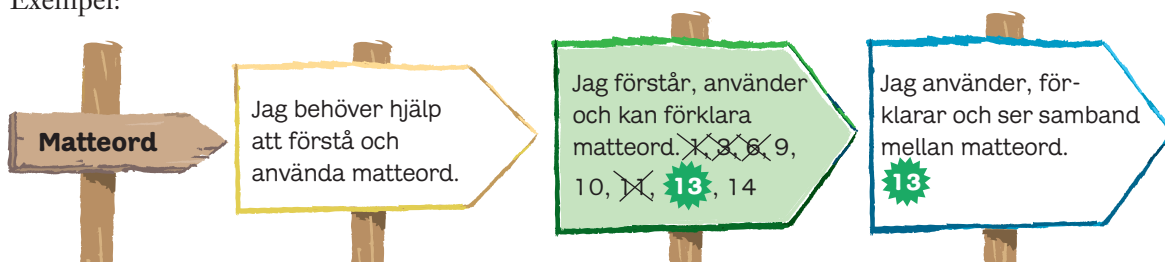 Exempel:
Matteord
Jag behöver hjälp
att förstå och
använda matteord.
Jag förstår, använder
och kan förklara
matteord. 1, 3, 6, 9,
10, 11, 13, 14
Jag använder, för-
klarar och ser samband
mellan matteord.
13